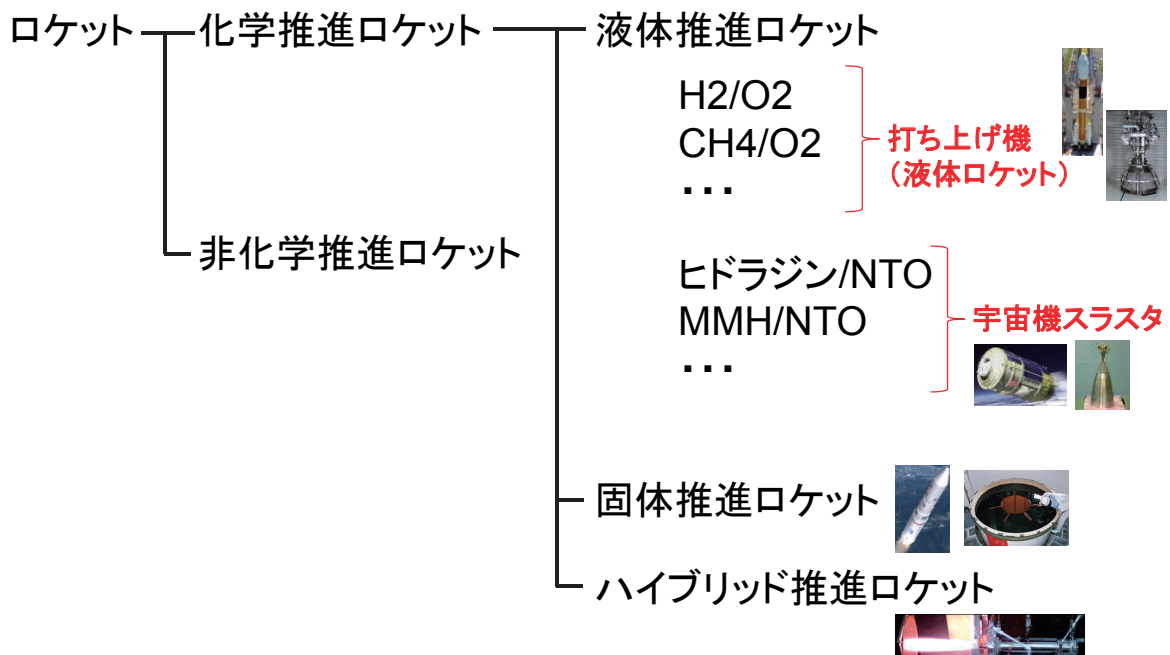 ロケット
化学推進ロケット
液体推進ロケット
H2/O2
CH4/O2
・・・
打ち上げ機
（液体ロケット）
非化学推進ロケット
ヒドラジン/NTO
MMH/NTO
・・・
宇宙機スラスタ
固体推進ロケット
ハイブリッド推進ロケット